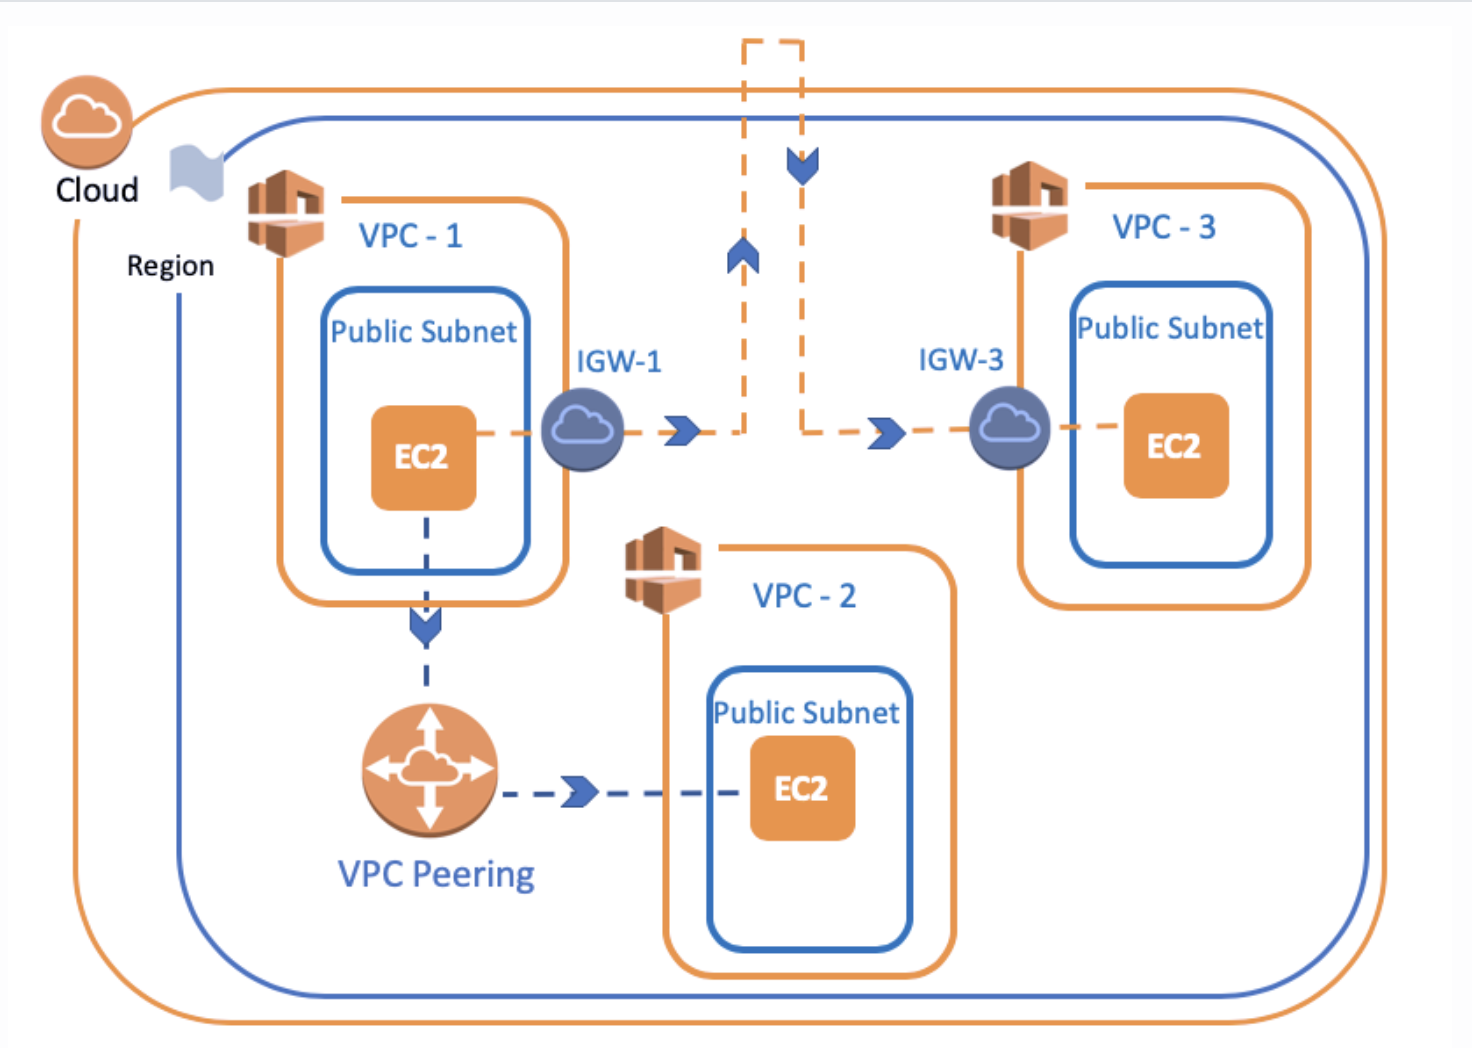 Cloud
Region
VPC - 1
Public Subnet
EC2
IGW-1
IGW-3
VPC - 3
Public Subnet
EC2
VPC - 2
Public Subnet
EC2
VPC Peering